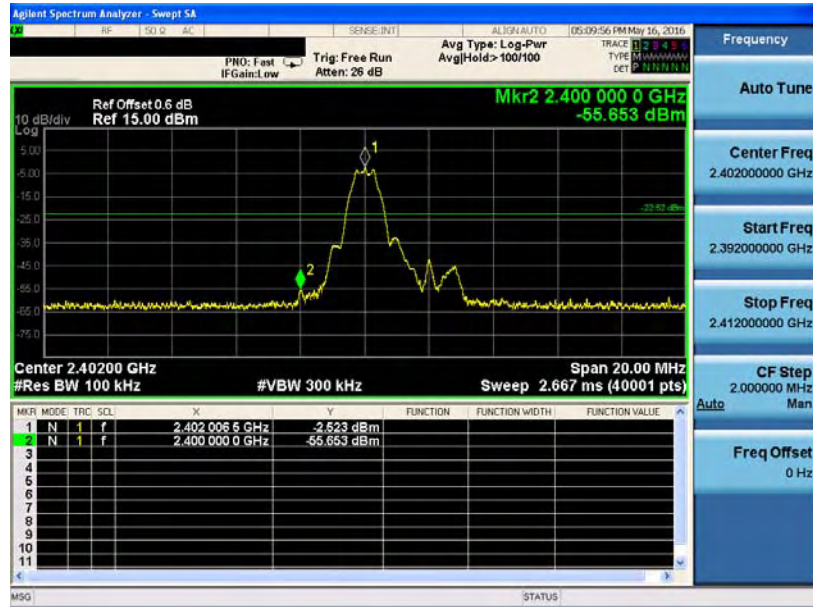 Agilent Spectrum Analyzer - Swept SA
RF 50 Ω AC SENSE:INT ALIGN AUTO 05:09:56 PM May 16, 2016
PNO: Fast Trig: Free Run Avg Type: Log-Pwr TRACE 1 2 3 4 5 6
IFGain:Low Atten: 26 dB Avg|Hold:> 100/100 TYPE M
DET P N N N N N
Frequency
Auto Tune
Center Freq
2.402000000 GHz
Start Freq
2.392000000 GHz
Stop Freq
2.412000000 GHz
CF Step
2.000000 MHz
Auto Man
Freq Offset
0 Hz
Mkr2 2.400 000 0 GHz
-55.653 dBm
Ref Offset 0.6 dB
10 dB/div Ref 15.00 dBm
Log
1
5.00
-5.00
-15.0
-22.52 dBm
-25.0
-35.0
-45.0
2
-55.0
-65.0
-75.0
Center 2.40200 GHz Span 20.00 MHz
#Res BW 100 kHz #VBW 300 kHz Sweep 2.667 ms (40001 pts)
MKR MODE TRC SCL X Y FUNCTION FUNCTION WIDTH FUNCTION VALUE
1 N 1 f 2.402 006 5 GHz -2.523 dBm
2 N 1 f 2.400 000 0 GHz -55.653 dBm
3
4
5
6
7
8
9
10
11
MSG STATUS